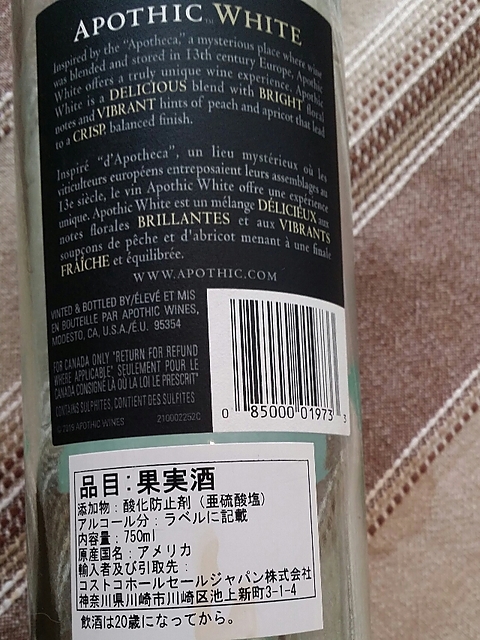 APOTHIC™ WHITE
Inspired by the "Apotheca," a mysterious place where wine
was blended and stored in 13th century Europe, Apothic
White offers a truly unique wine experience. Apothic
White is a DELICIOUS blend with BRIGHT floral
notes and VIBRANT hints of peach and apricot that lead
to a CRISP, balanced finish.
Inspiré "d'Apotheca", un lieu mystérieux où les
viticulteurs européens entreposaient leurs assemblages au
13e siècle, le vin Apothic White offre une expérience
unique. Apothic White est un mélange DÉLICIEUX aux
notes florales BRILLANTES et aux VIBRANTS
soupçons de pêche et d'abricot menant à une finale
FRAÎCHE et équilibrée.
WWW.APOTHIC.COM
VINTED & BOTTLED BY/ÉLEVÉ ET MIS
EN BOUTEILLE PAR APOTHIC WINES,
MODESTO, CA, U.S.A./É.U. 95354
FOR CANADA ONLY "RETURN FOR REFUND
WHERE APPLICABLE" SEULEMENT POUR LE
CANADA CONSIGNÉ LÀ OÙ LA LOI LE PRESCRIT"
CONTAINS SULPHITES, CONTIENT DES SULFITES
© 2019 APOTHIC WINES 210002252C
0 85000 01973 3
品目:果実酒
添加物:酸化防止剤(亜硫酸塩)
アルコール分:ラベルに記載
内容量:750ml
原産国名:アメリカ
輸入者及び引取先:
コストコホールセールジャパン株式会社
神奈川県川崎市川崎区池上新町3-1-4
飲酒は20歳になってから。